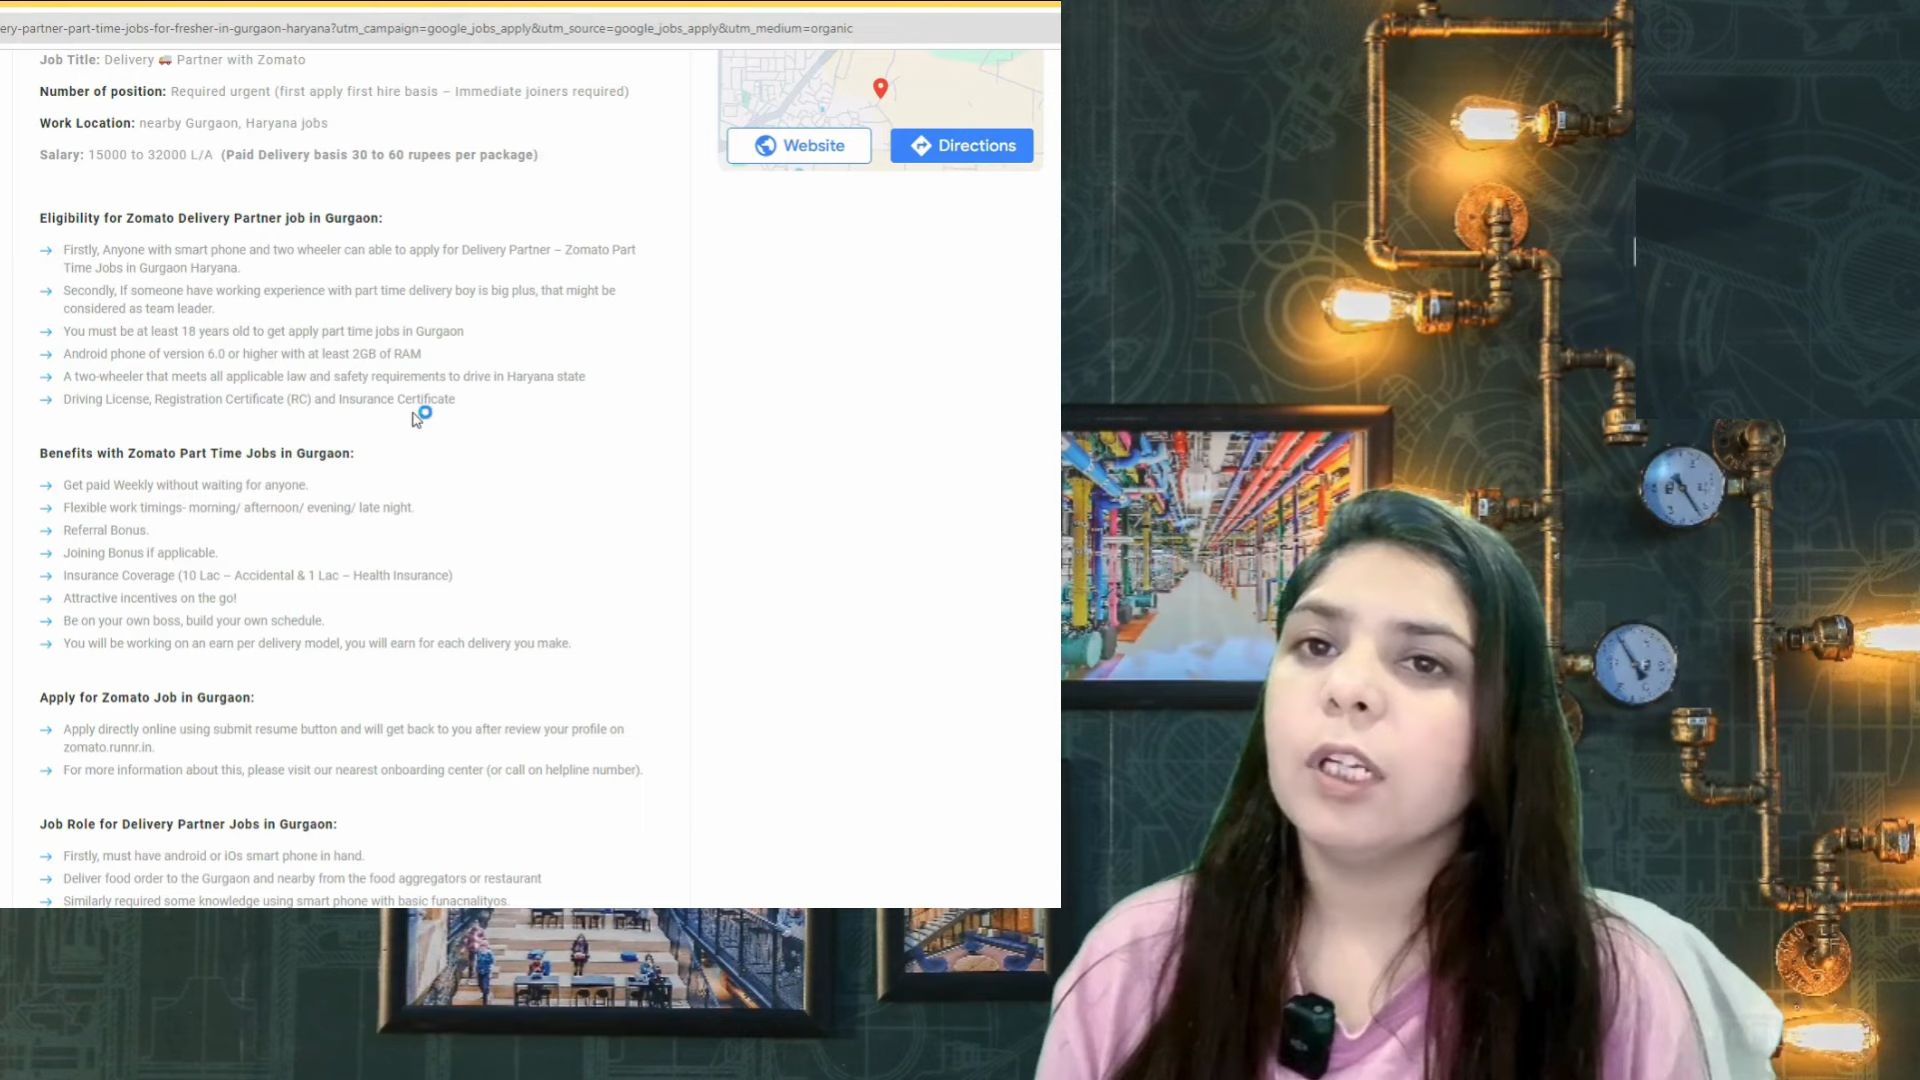 ery-partner-part-time-jobs-for-fresher-in-gurgaon-haryana?utm_campaign=google_jobs_apply&utm_source=google_jobs_apply&utm_medium=organic
Job Title: Delivery 🚚 Partner with Zomato
Number of position: Required urgent (first apply first hire basis – Immediate joiners required)
Work Location: nearby Gurgaon, Haryana jobs
Salary: 15000 to 32000 L/A (Paid Delivery basis 30 to 60 rupees per package)
Website
Directions
Eligibility for Zomato Delivery Partner job in Gurgaon:
Firstly, Anyone with smart phone and two wheeler can able to apply for Delivery Partner – Zomato Part
Time Jobs in Gurgaon Haryana.
Secondly, If someone have working experience with part time delivery boy is big plus, that might be
considered as team leader.
You must be at least 18 years old to get apply part time jobs in Gurgaon
Android phone of version 6.0 or higher with at least 2GB of RAM
A two-wheeler that meets all applicable law and safety requirements to drive in Haryana state
Driving License, Registration Certificate (RC) and Insurance Certificate
Benefits with Zomato Part Time Jobs in Gurgaon:
Get paid Weekly without waiting for anyone.
Flexible work timings- morning/ afternoon/ evening/ late night.
Referral Bonus.
Joining Bonus if applicable.
Insurance Coverage (10 Lac – Accidental & 1 Lac – Health Insurance)
Attractive incentives on the go!
Be on your own boss, build your own schedule.
You will be working on an earn per delivery model, you will earn for each delivery you make.
Apply for Zomato Job in Gurgaon:
Apply directly online using submit resume button and will get back to you after review your profile on
zomato.runnr.in.
For more information about this, please visit our nearest onboarding center (or call on helpline number).
Job Role for Delivery Partner Jobs in Gurgaon:
Firstly, must have android or iOs smart phone in hand.
Deliver food order to the Gurgaon and nearby from the food aggregators or restaurant
Similarly required some knowledge using smart phone with basic funacnalityos.